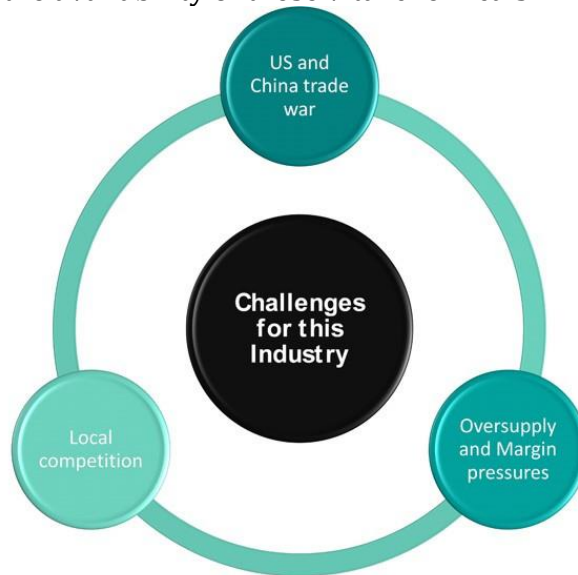 US and
China trade
war
Challenges
for this
Industry
Local
competition
Oversupply
and Margin
pressures